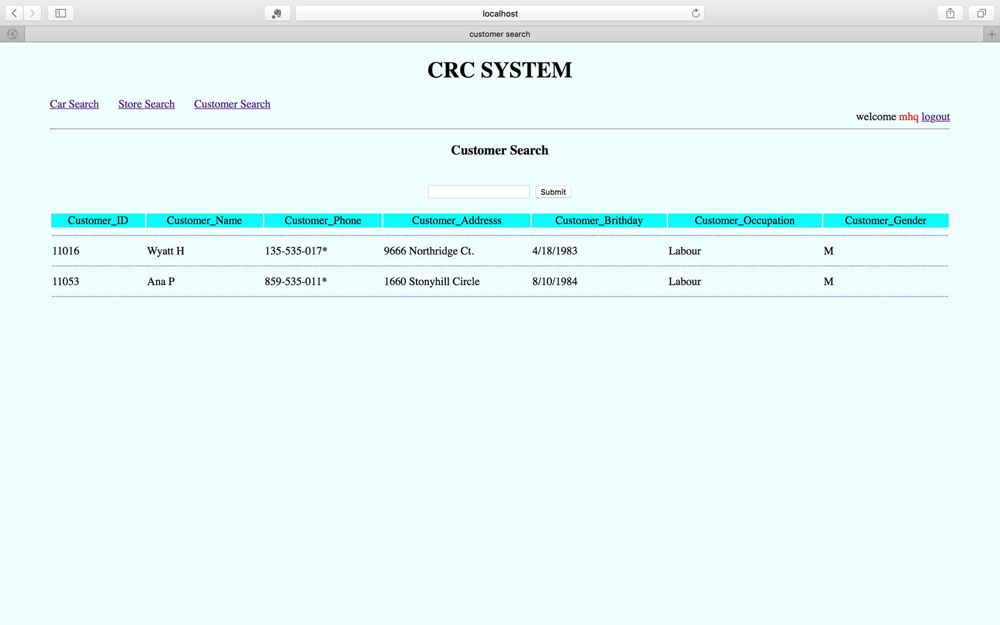 localhost
customer search
CRC SYSTEM
Car Search Store Search Customer Search
welcome mhq logout
Customer Search
Submit
Customer_ID Customer_Name Customer_Phone Customer_Addresss Customer_Brithday Customer_Occupation Customer_Gender
11016 Wyatt H 135-535-017* 9666 Northridge Ct. 4/18/1983 Labour M
11053 Ana P 859-535-011* 1660 Stonyhill Circle 8/10/1984 Labour M